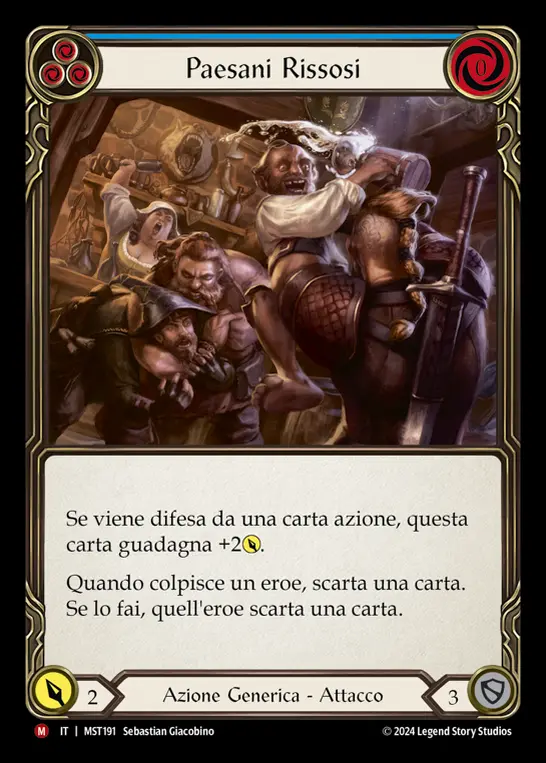 Paesani Rissosi
0
Se viene difesa da una carta azione, questa
carta guadagna +2.
Quando colpisce un eroe, scarta una carta.
Se lo fai, quell'eroe scarta una carta.
2
Azione Generica - Attacco
3
M IT | MST191 Sebastian Giacobino
© 2024 Legend Story Studios